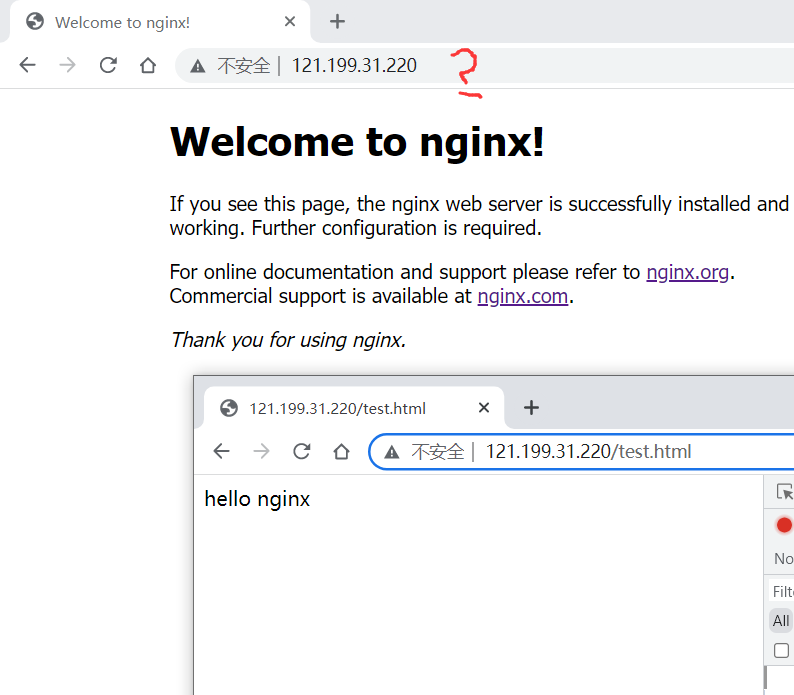 Welcome to nginx!
不安全 | 121.199.31.220 ?
Welcome to nginx!
If you see this page, the nginx web server is successfully installed and
working. Further configuration is required.
For online documentation and support please refer to nginx.org.
Commercial support is available at nginx.com.
Thank you for using nginx.
121.199.31.220/test.html
不安全 | 121.199.31.220/test.html
hello nginx
No
Filt
All